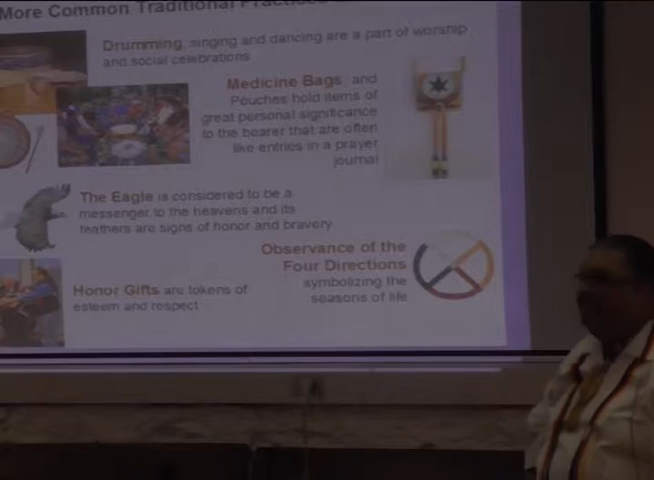 More Common Traditional Practices
Drumming, singing and dancing are a part of worship
and social celebrations
Medicine Bags and
Pouches hold items of
great personal significance
to the bearer that are often
like entries in a prayer
journal
The Eagle is considered to be a
messenger to the heavens and its
feathers are signs of honor and bravery
Observance of the
Four Directions
symbolizing the
seasons of life
Honor Gifts are tokens of
esteem and respect